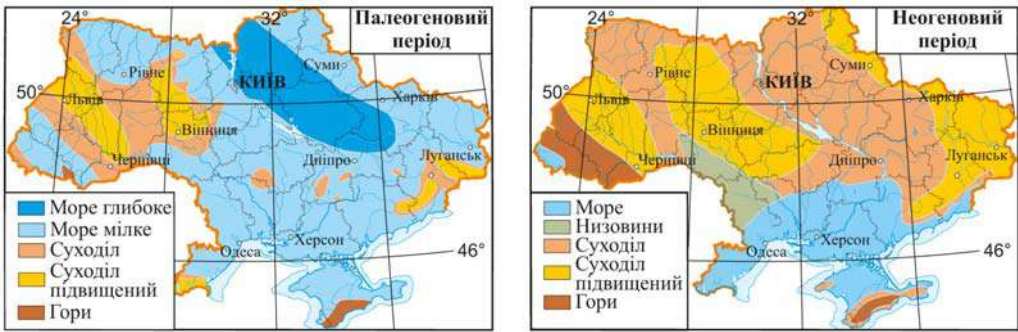 24°
32°
Палеогеновий
період
Рівне
КИЇВ
Суми
50°
Львів
Харків
Вінниця
Чернівці
Дніпро
Луганськ
Море глибоке
Море мілке
Суходіл
Суходіл
підвищений
Гори
Одеса
Херсон
46°
24°
32°
Неогеновий
період
Рівне
КИЇВ
Суми
50°
Львів
Харків
Вінниця
Чернівці
Дніпро
Луганськ
Море
Низовини
Суходіл
Суходіл
підвищений
Гори
Одеса
Херсон
46°